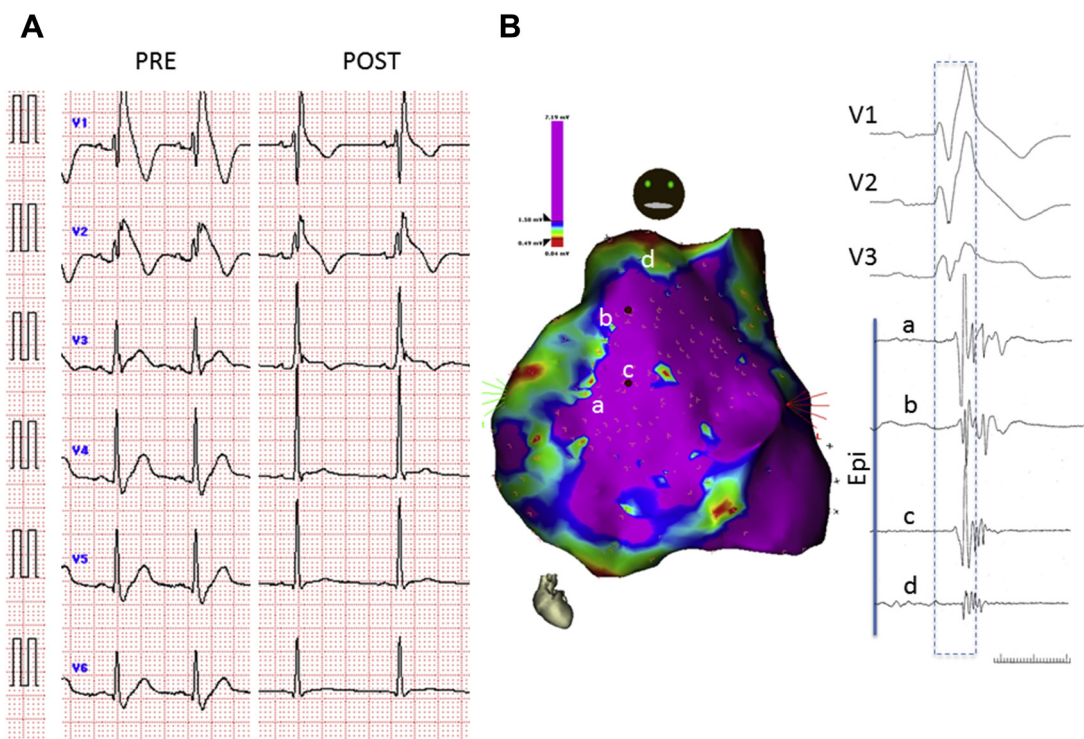 A
B
PRE
POST
V1
V2
V3
V4
V5
V6
7.19 mV
1.50 mV
0.49 mV
0.04 mV
d
b
c
a
V1
V2
V3
a
b
c
d
Epi